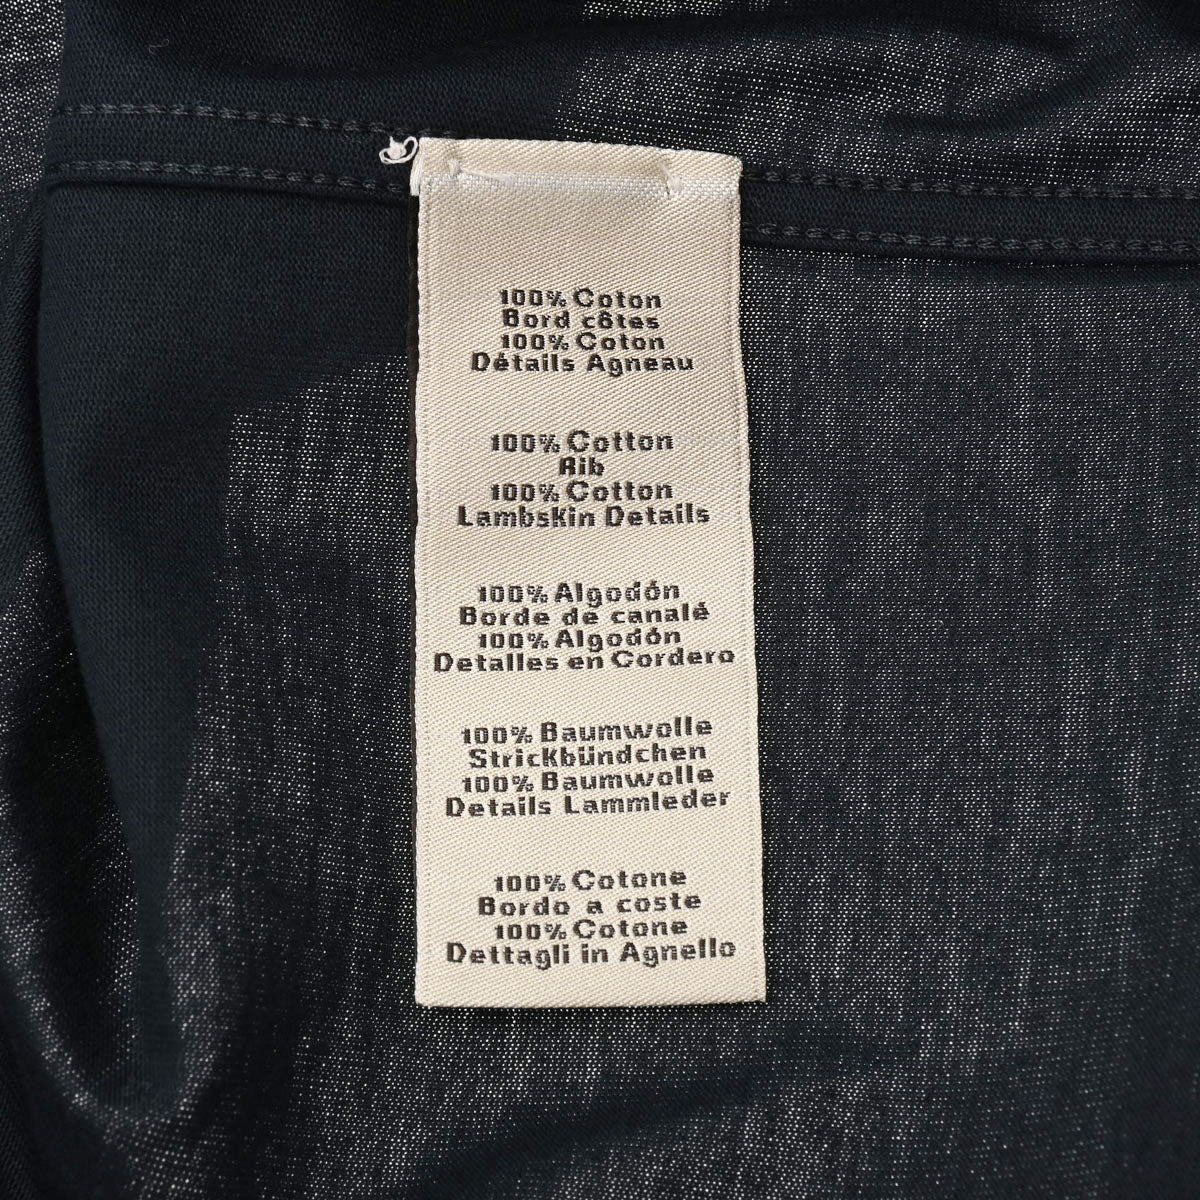 100% Coton
Bord côtes
100% Coton
Détails Agneau
100% Cotton
Rib
100% Cotton
Lambskin Details
100% Algodón
Borde de canalé
100% Algodón
Detalles en Cordero
100% Baumwolle
Strickbündchen
100% Baumwolle
Details Lammleder
100% Cotone
Bordo a coste
100% Cotone
Dettagli in Agnello